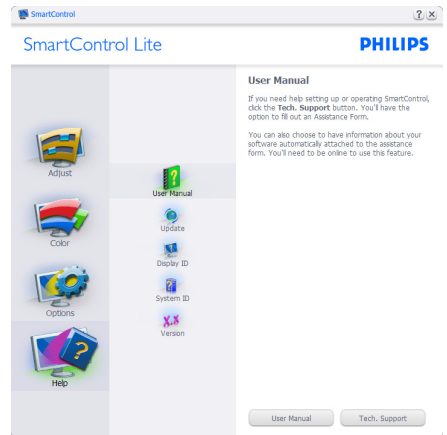 SmartControl
? ×
SmartControl Lite
PHILIPS
Adjust
Color
Options
Help
User Manual
Update
Display ID
System ID
Version
User Manual
If you need help setting up or operating SmartControl,
click the Tech. Support button. You'll have the
option to fill out an Assistance Form.
You can also choose to have information about your
software automatically attached to the assistance
form. You'll need to be online to use this feature.
User Manual
Tech. Support